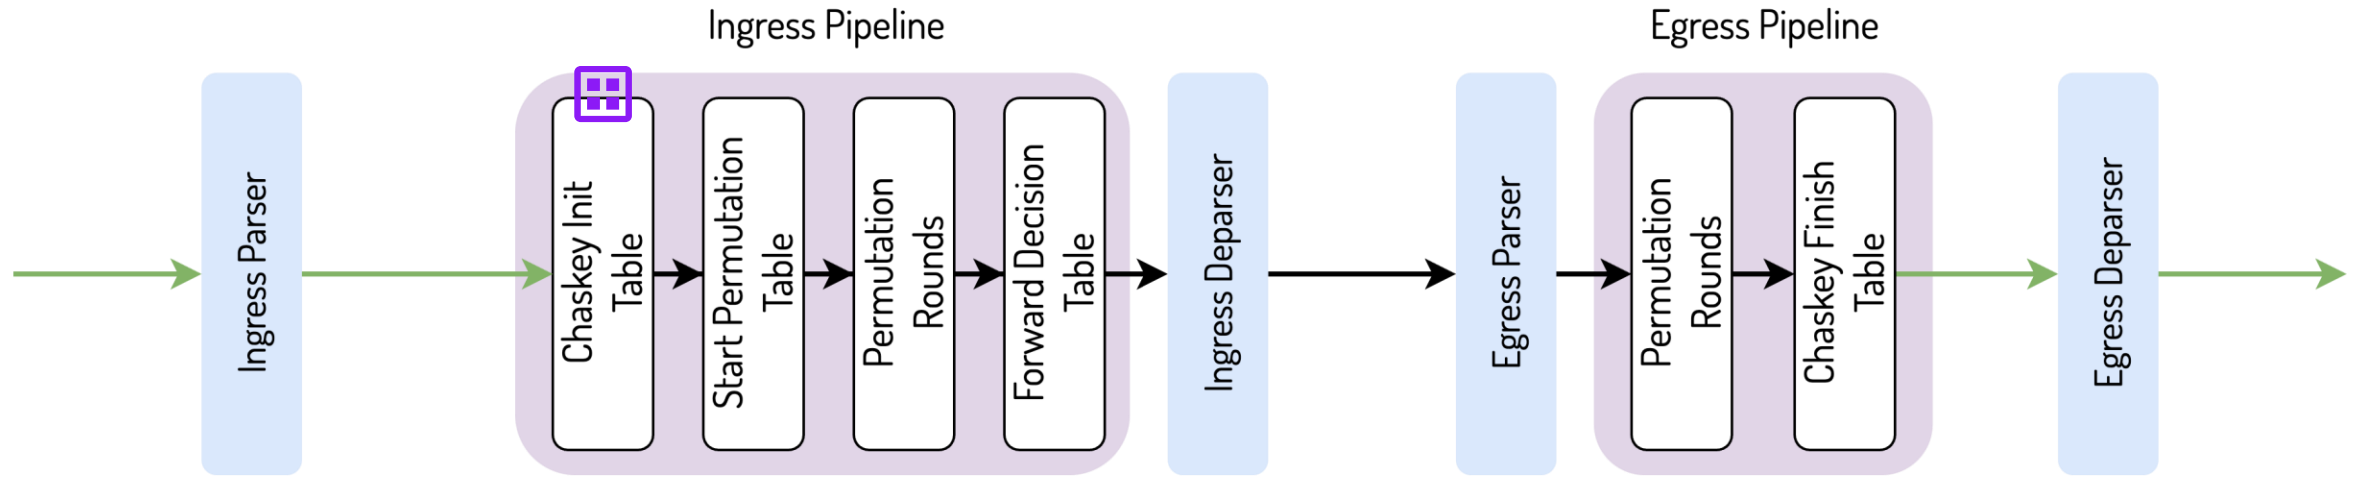 Ingress Pipeline
Egress Pipeline
Ingress Parser
Chaskey Init
Table
Start Permutation
Table
Permutation
Rounds
Forward Decision
Table
Ingress Deparser
Egress Parser
Permutation
Rounds
Chaskey Finish
Table
Egress Deparser